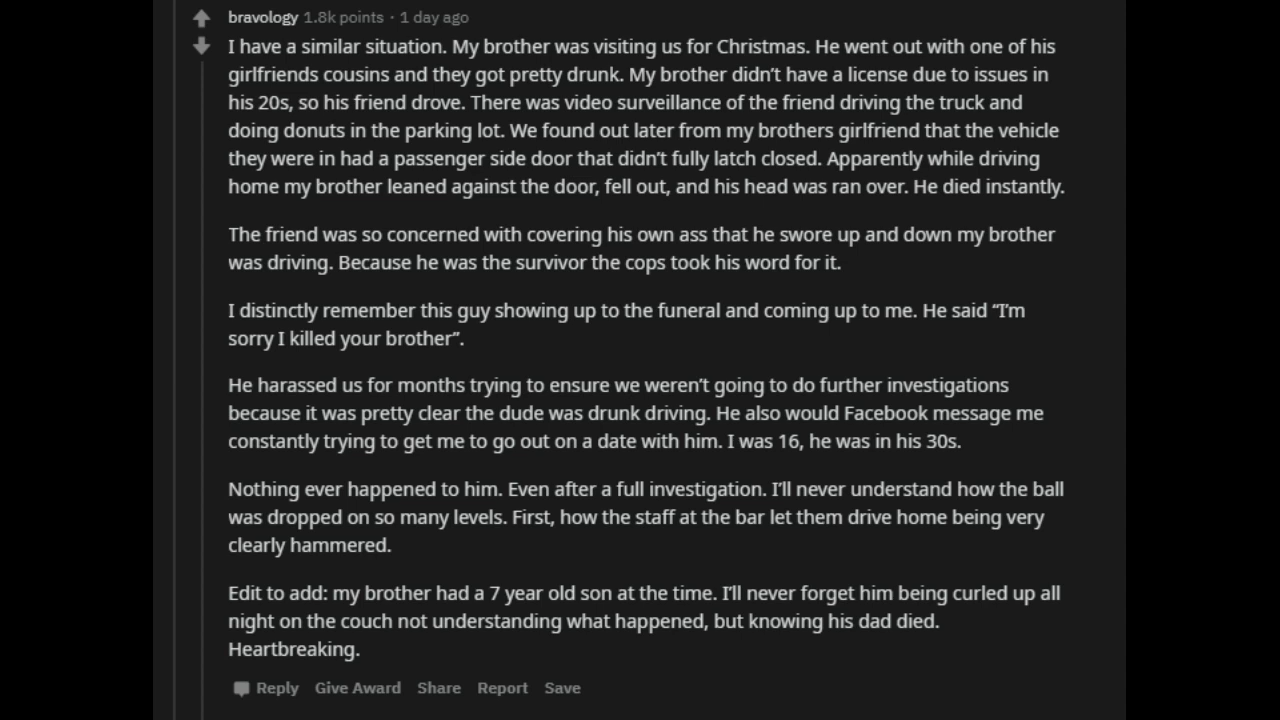 bravology 1.8k points · 1 day ago
I have a similar situation. My brother was visiting us for Christmas. He went out with one of his
girlfriends cousins and they got pretty drunk. My brother didn't have a license due to issues in
his 20s, so his friend drove. There was video surveillance of the friend driving the truck and
doing donuts in the parking lot. We found out later from my brothers girlfriend that the vehicle
they were in had a passenger side door that didn't fully latch closed. Apparently while driving
home my brother leaned against the door, fell out, and his head was ran over. He died instantly.
The friend was so concerned with covering his own ass that he swore up and down my brother
was driving. Because he was the survivor the cops took his word for it.
I distinctly remember this guy showing up to the funeral and coming up to me. He said “I'm
sorry I killed your brother”.
He harassed us for months trying to ensure we weren't going to do further investigations
because it was pretty clear the dude was drunk driving. He also would Facebook message me
constantly trying to get me to go out on a date with him. I was 16, he was in his 30s.
Nothing ever happened to him. Even after a full investigation. I'll never understand how the ball
was dropped on so many levels. First, how the staff at the bar let them drive home being very
clearly hammered.
Edit to add: my brother had a 7 year old son at the time. I'll never forget him being curled up all
night on the couch not understanding what happened, but knowing his dad died.
Heartbreaking.
Reply Give Award Share Report Save